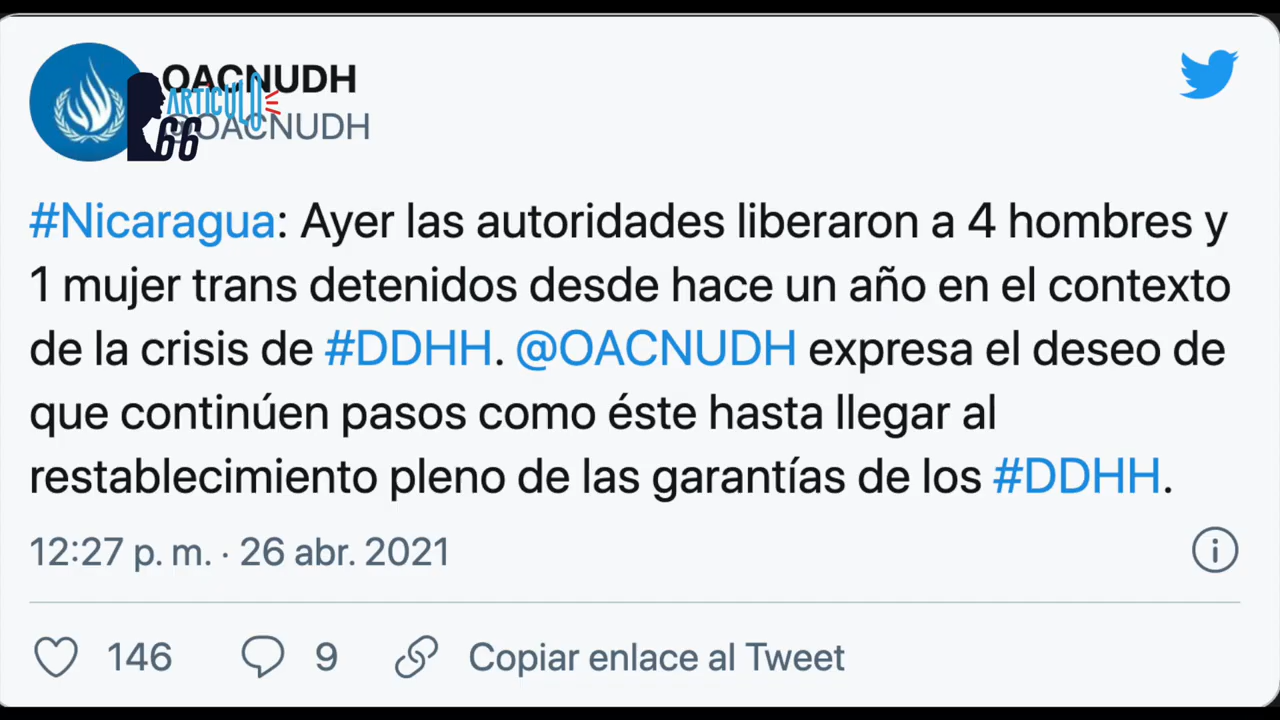 OACNUDH
@OACNUDH
ARTÍCULO
66
#Nicaragua: Ayer las autoridades liberaron a 4 hombres y
1 mujer trans detenidos desde hace un año en el contexto
de la crisis de #DDHH. @OACNUDH expresa el deseo de
que continúen pasos como éste hasta llegar al
restablecimiento pleno de las garantías de los #DDHH.
12:27 p. m. · 26 abr. 2021
146 9 Copiar enlace al Tweet